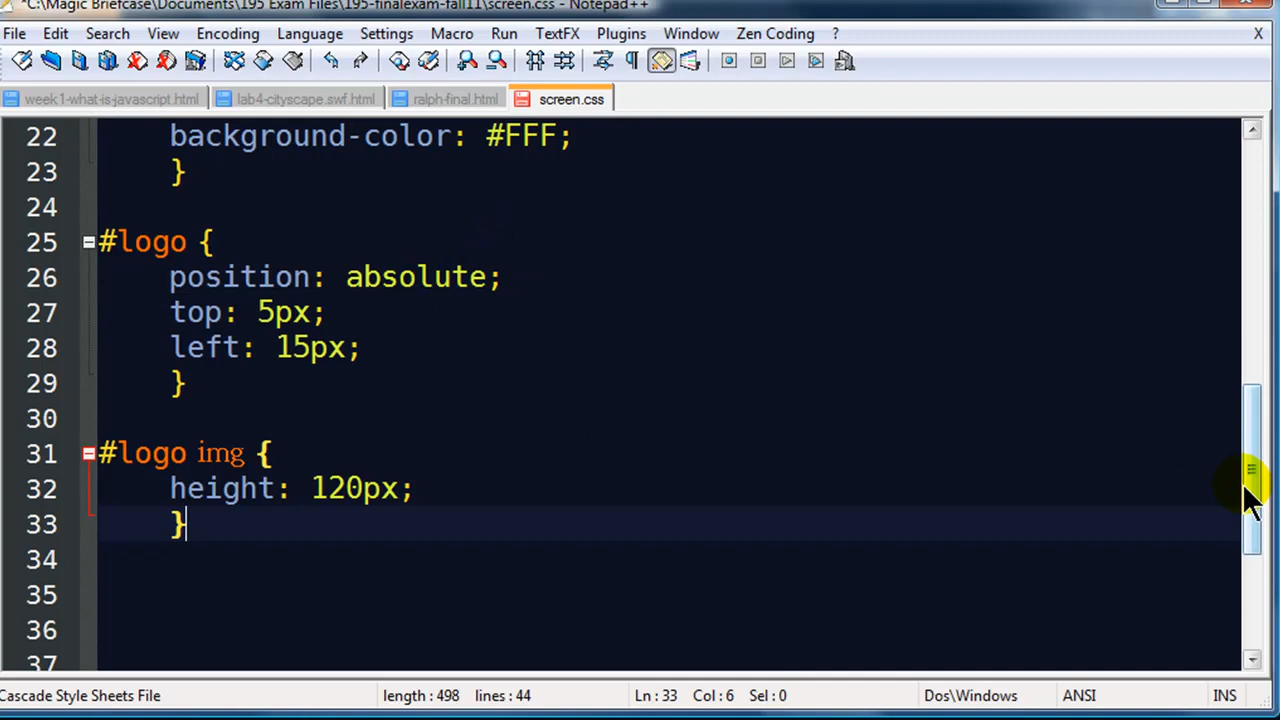 *C:\Magic Briefcase\Documents\195 Exam Files\195-finalexam-fall11\screen.css - Notepad++
File Edit Search View Encoding Language Settings Macro Run TextFX Plugins Window Zen Coding ? X
week1-what-is-javascript.html lab4-cityscape.swf.html ralph-final.html screen.css
22 background-color: #FFF;
23 }
24
25 #logo {
26 position: absolute;
27 top: 5px;
28 left: 15px;
29 }
30
31 #logo img {
32 height: 120px;
33 }
34
35
36
37
Cascade Style Sheets File length : 498 lines : 44 Ln : 33 Col : 6 Sel : 0 Dos\Windows ANSI INS